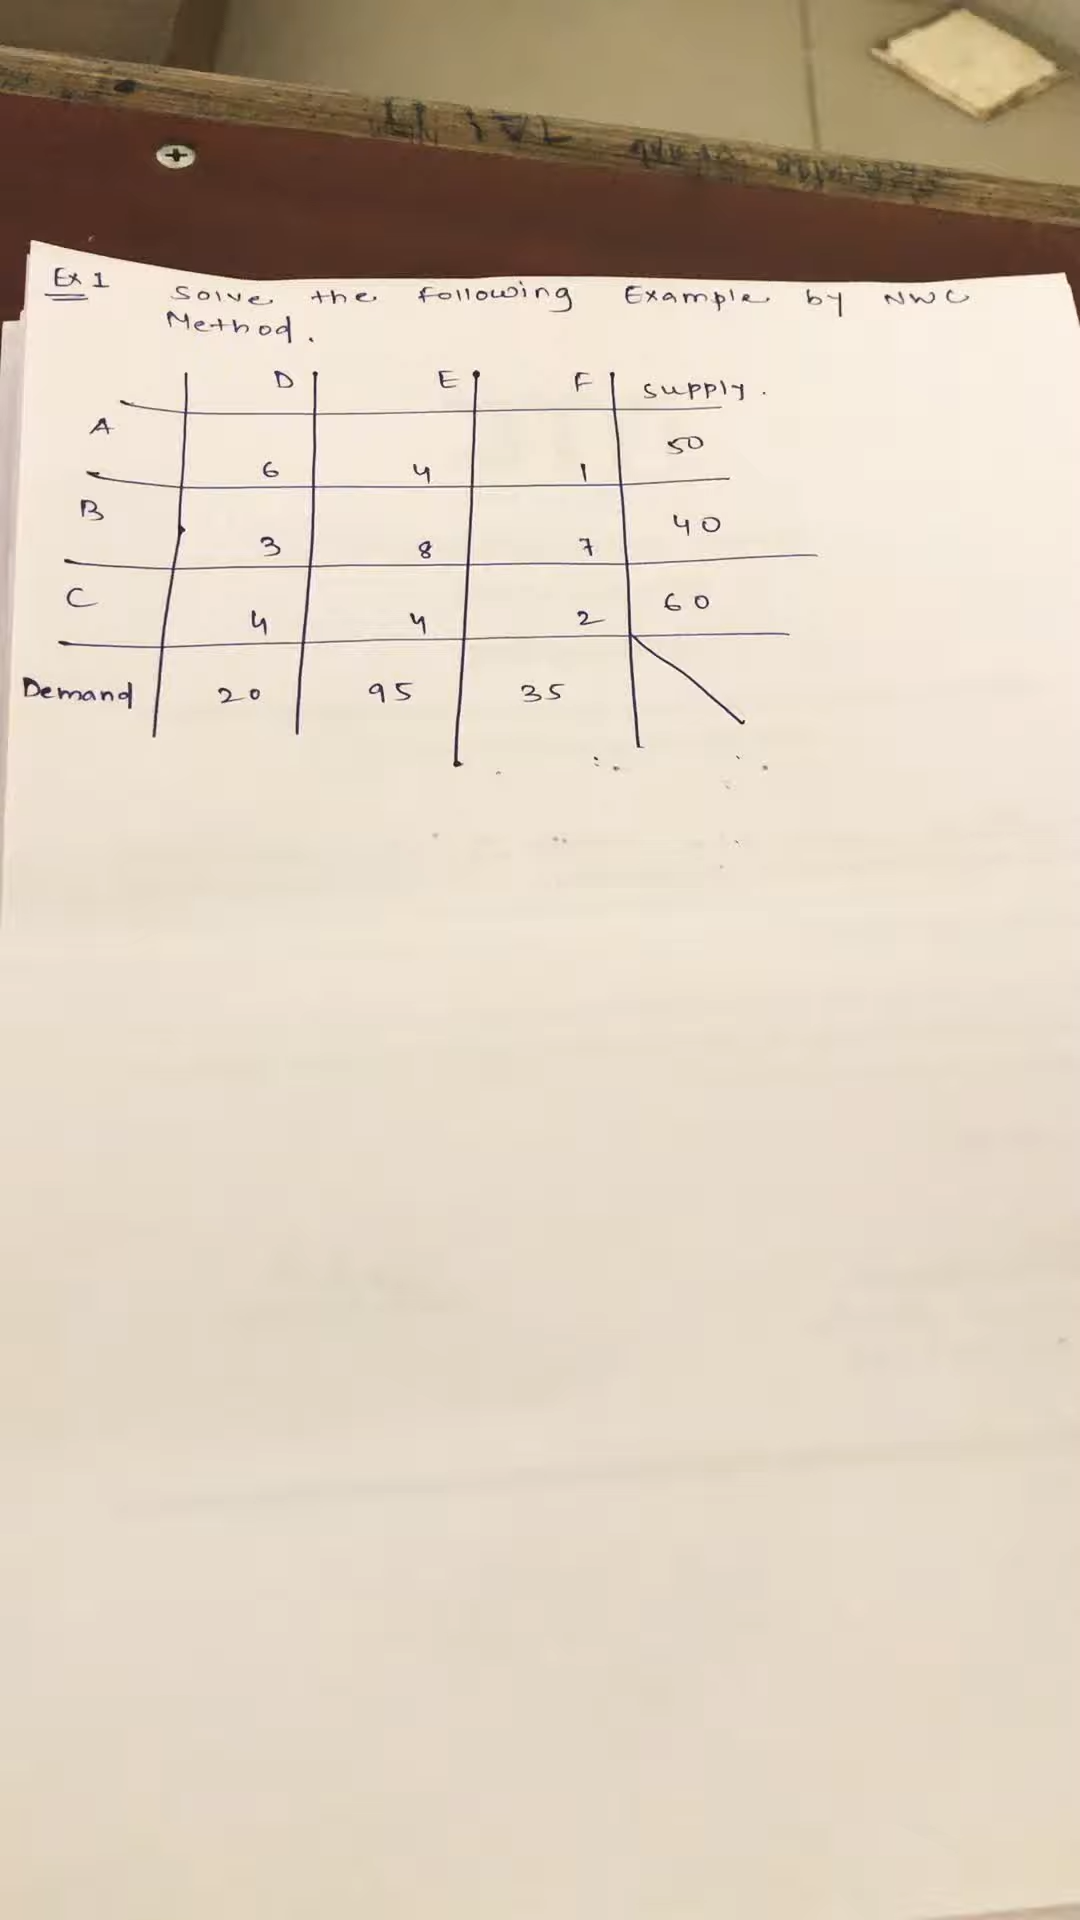 Ex 1 Solve the following Example by NWC
Method.
D E F supply.
A 50
6 4 1
B 40
3 8 7
C 60
4 4 2
Demand 20 95 35